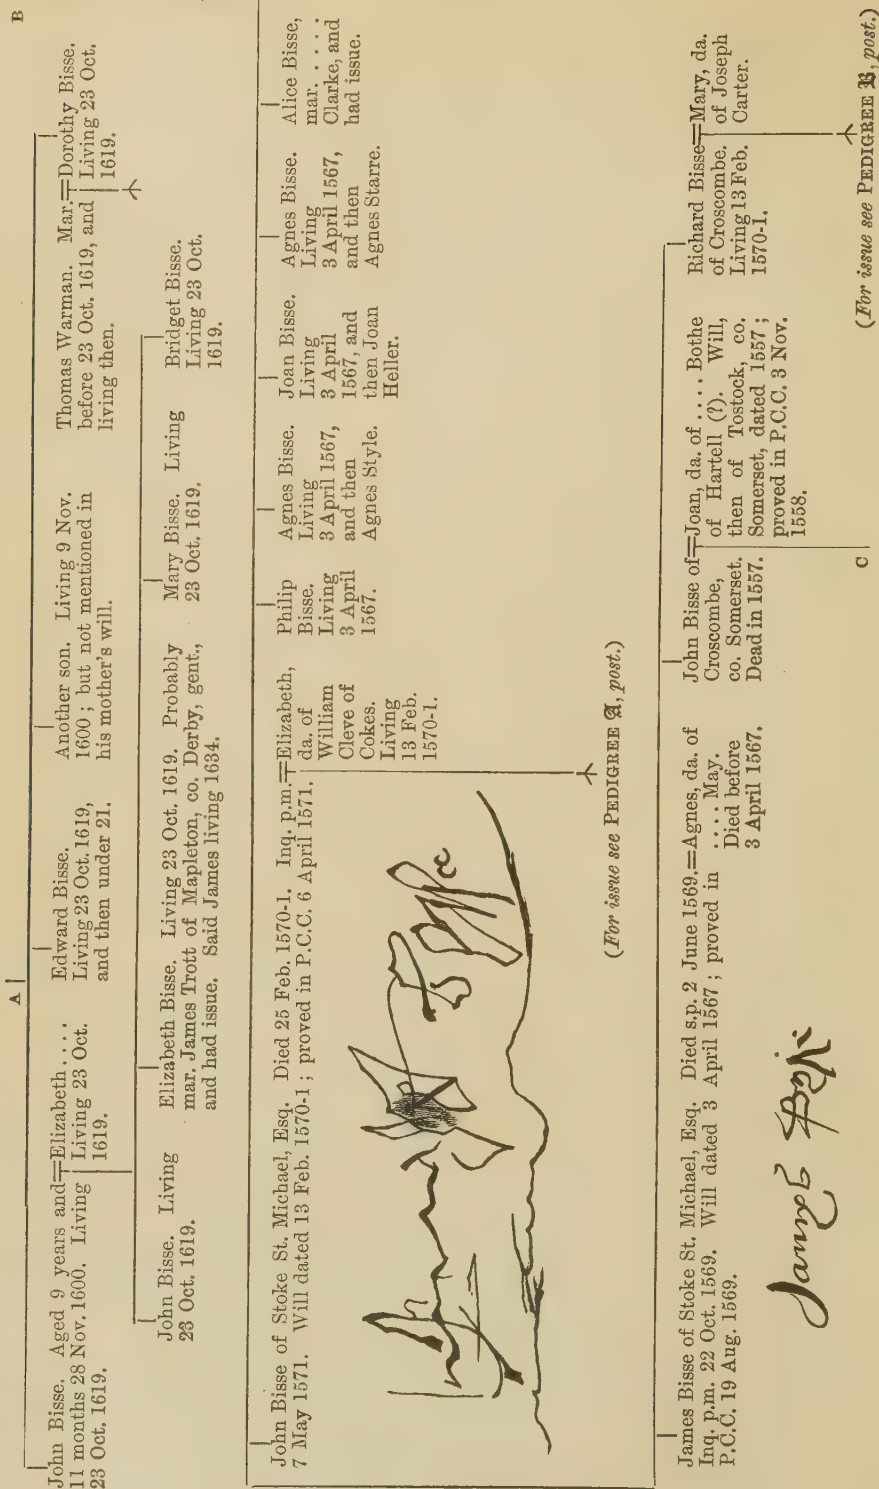 A
B
John Bisse. Aged 9 years and
11 months 28 Nov. 1600. Living
23 Oct. 1619.
Elizabeth ....
Living 23 Oct.
1619.
Edward Bisse.
Living 23 Oct. 1619,
and then under 21.
Another son. Living 9 Nov.
1600; but not mentioned in
his mother's will.
Thomas Warman. Mar.
before 23 Oct. 1619, and
living then.
Dorothy Bisse.
Living 23 Oct.
1619.
John Bisse. Living
23 Oct. 1619.
Elizabeth Bisse. Living 23 Oct. 1619. Probably
mar. James Trott of Mapleton, co. Derby, gent.,
and had issue. Said James living 1634.
Mary Bisse. Living
23 Oct. 1619.
Bridget Bisse.
Living 23 Oct.
1619.
John Bisse of Stoke St. Michael, Esq. Died 25 Feb. 1570-1. Inq. p.m.
7 May 1571. Will dated 13 Feb. 1570-1; proved in P.C.C. 6 April 1571.
Elizabeth,
da. of
William
Cleve of
Cokes.
Living
13 Feb.
1570-1.
Philip
Bisse.
Living
3 April
1567.
Agnes Bisse.
Living
3 April 1567,
and then
Agnes Style.
Joan Bisse.
Living
3 April
1567, and
then Joan
Heller.
Agnes Bisse.
Living
3 April 1567,
and then
Agnes Starre.
Alice Bisse,
mar. .....
Clarke, and
had issue.
(For issue see PEDIGREE A, post.)
James Bisse of Stoke St. Michael, Esq. Died s.p. 2 June 1569.
Inq. p.m. 22 Oct. 1569. Will dated 3 April 1567; proved in
P.C.C. 19 Aug. 1569.
Agnes, da. of
.... May.
Died before
3 April 1567.
John Bisse of
Croscombe,
co. Somerset.
Dead in 1557.
Joan, da. of .... Bothe
of Hartell (?). Will,
then of Tostock, co.
Somerset, dated 1557;
proved in P.C.C. 3 Nov.
1558.
Richard Bisse
of Croscombe.
Living 13 Feb.
1570-1.
Mary, da.
of Joseph
Carter.
James
C
(For issue see PEDIGREE B, post.)